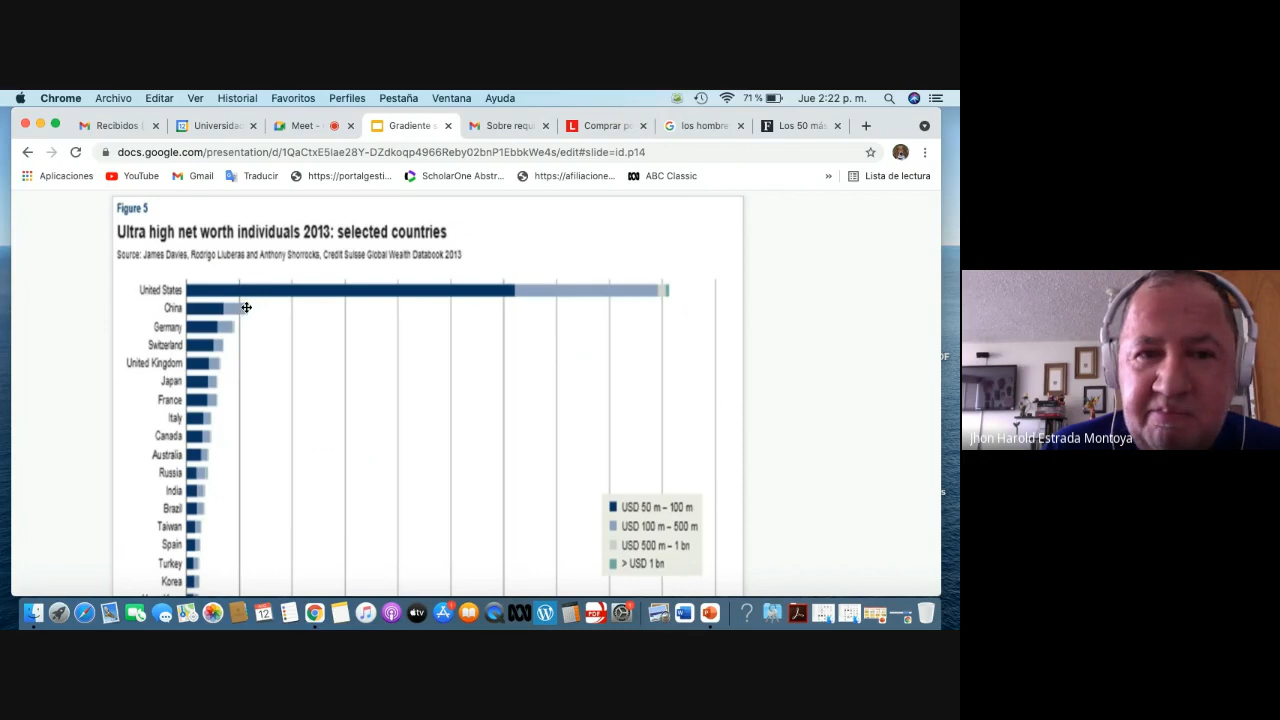 Chrome Archivo Editar Ver Historial Favoritos Perfiles Pestaña Ventana Ayuda 71 % Jue 2:22 p. m.
Recibidos Universidad Meet - Gradiente s Sobre requ Comprar po los hombre Los 50 más
docs.google.com/presentation/d/1QaCtxE5Iae28Y-DZdkoqp4966Reby02bnP1EbbkWe4s/edit#slide=id.p14
Aplicaciones YouTube Gmail Traducir https://portalgesti... ScholarOne Abstr... https://afiliacione... ABC Classic » Lista de lectura
Figure 5
Ultra high net worth individuals 2013: selected countries
Source: James Davies, Rodrigo Lluberas and Anthony Shorrocks, Credit Suisse Global Wealth Databook 2013
United States
China
Germany
Switzerland
United Kingdom
Japan
France
Italy
Canada
Australia
Russia
India
Brazil
Taiwan
Spain
Turkey
Korea
USD 50 m – 100 m
USD 100 m – 500 m
USD 500 m – 1 bn
> USD 1 bn
Jhon Harold Estrada Montoya